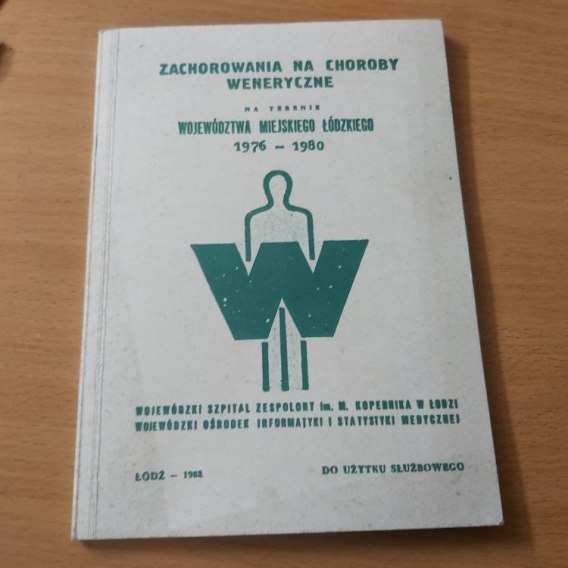 ZACHOROWANIA NA CHOROBY
WENERYCZNE
NA TERENIE
WOJEWÓDZTWA MIEJSKIEGO ŁÓDZKIEGO
1976 - 1980
W
WOJEWÓDZKI SZPITAL ZESPOLONY im. M. KOPERNIKA W ŁODZI
WOJEWÓDZKI OŚRODEK INFORMATYKI I STATYSTYKI MEDYCZNEJ
ŁÓDŹ - 1982
DO UŻYTKU SŁUŻBOWEGO